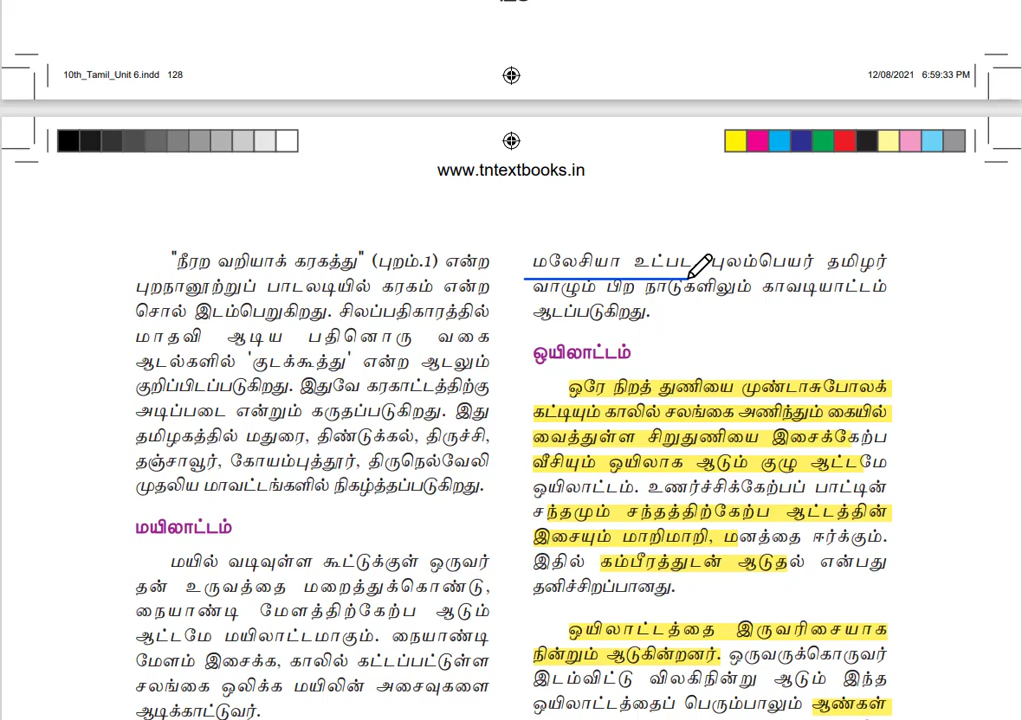 10th_Tamil_Unit 6.indd 128
12/08/2021 6:59:33 PM
www.tntextbooks.in
"நீரற வறியாக் கரகத்து" (புறம்.1) என்ற
புறநானூற்றுப் பாடலடியில் கரகம் என்ற
சொல் இடம்பெறுகிறது. சிலப்பதிகாரத்தில்
மாதவி ஆடிய பதினொரு வகை
ஆடல்களில் 'குடக்கூத்து' என்ற ஆடலும்
குறிப்பிடப்படுகிறது. இதுவே கரகாட்டத்திற்கு
அடிப்படை என்றும் கருதப்படுகிறது. இது
தமிழகத்தில் மதுரை, திண்டுக்கல், திருச்சி,
தஞ்சாவூர், கோயம்புத்தூர், திருநெல்வேலி
முதலிய மாவட்டங்களில் நிகழ்த்தப்படுகிறது.
மயிலாட்டம்
மயில் வடிவுள்ள கூட்டுக்குள் ஒருவர்
தன் உருவத்தை மறைத்துக்கொண்டு,
நையாண்டி மேளத்திற்கேற்ப ஆடும்
ஆட்டமே மயிலாட்டமாகும். நையாண்டி
மேளம் இசைக்க, காலில் கட்டப்பட்டுள்ள
சலங்கை ஒலிக்க மயிலின் அசைவுகளை
ஆடிக்காட்டுவர்.
மலேசியா உட்பட புலம்பெயர் தமிழர்
வாழும் பிற நாடுகளிலும் காவடியாட்டம்
ஆடப்படுகிறது.
ஒயிலாட்டம்
ஒரே நிறத் துணியை முண்டாசுபோலக்
கட்டியும் காலில் சலங்கை அணிந்தும் கையில்
வைத்துள்ள சிறுதுணியை இசைக்கேற்ப
வீசியும் ஒயிலாக ஆடும் குழு ஆட்டமே
ஒயிலாட்டம். உணர்ச்சிக்கேற்பப் பாட்டின்
சந்தமும் சந்தத்திற்கேற்ப ஆட்டத்தின்
இசையும் மாறிமாறி, மனத்தை ஈர்க்கும்.
இதில் கம்பீரத்துடன் ஆடுதல் என்பது
தனிச்சிறப்பானது.
ஒயிலாட்டத்தை இருவரிசையாக
நின்றும் ஆடுகின்றனர். ஒருவருக்கொருவர்
இடம்விட்டு விலகிநின்று ஆடும் இந்த
ஒயிலாட்டத்தைப் பெரும்பாலும் ஆண்கள்